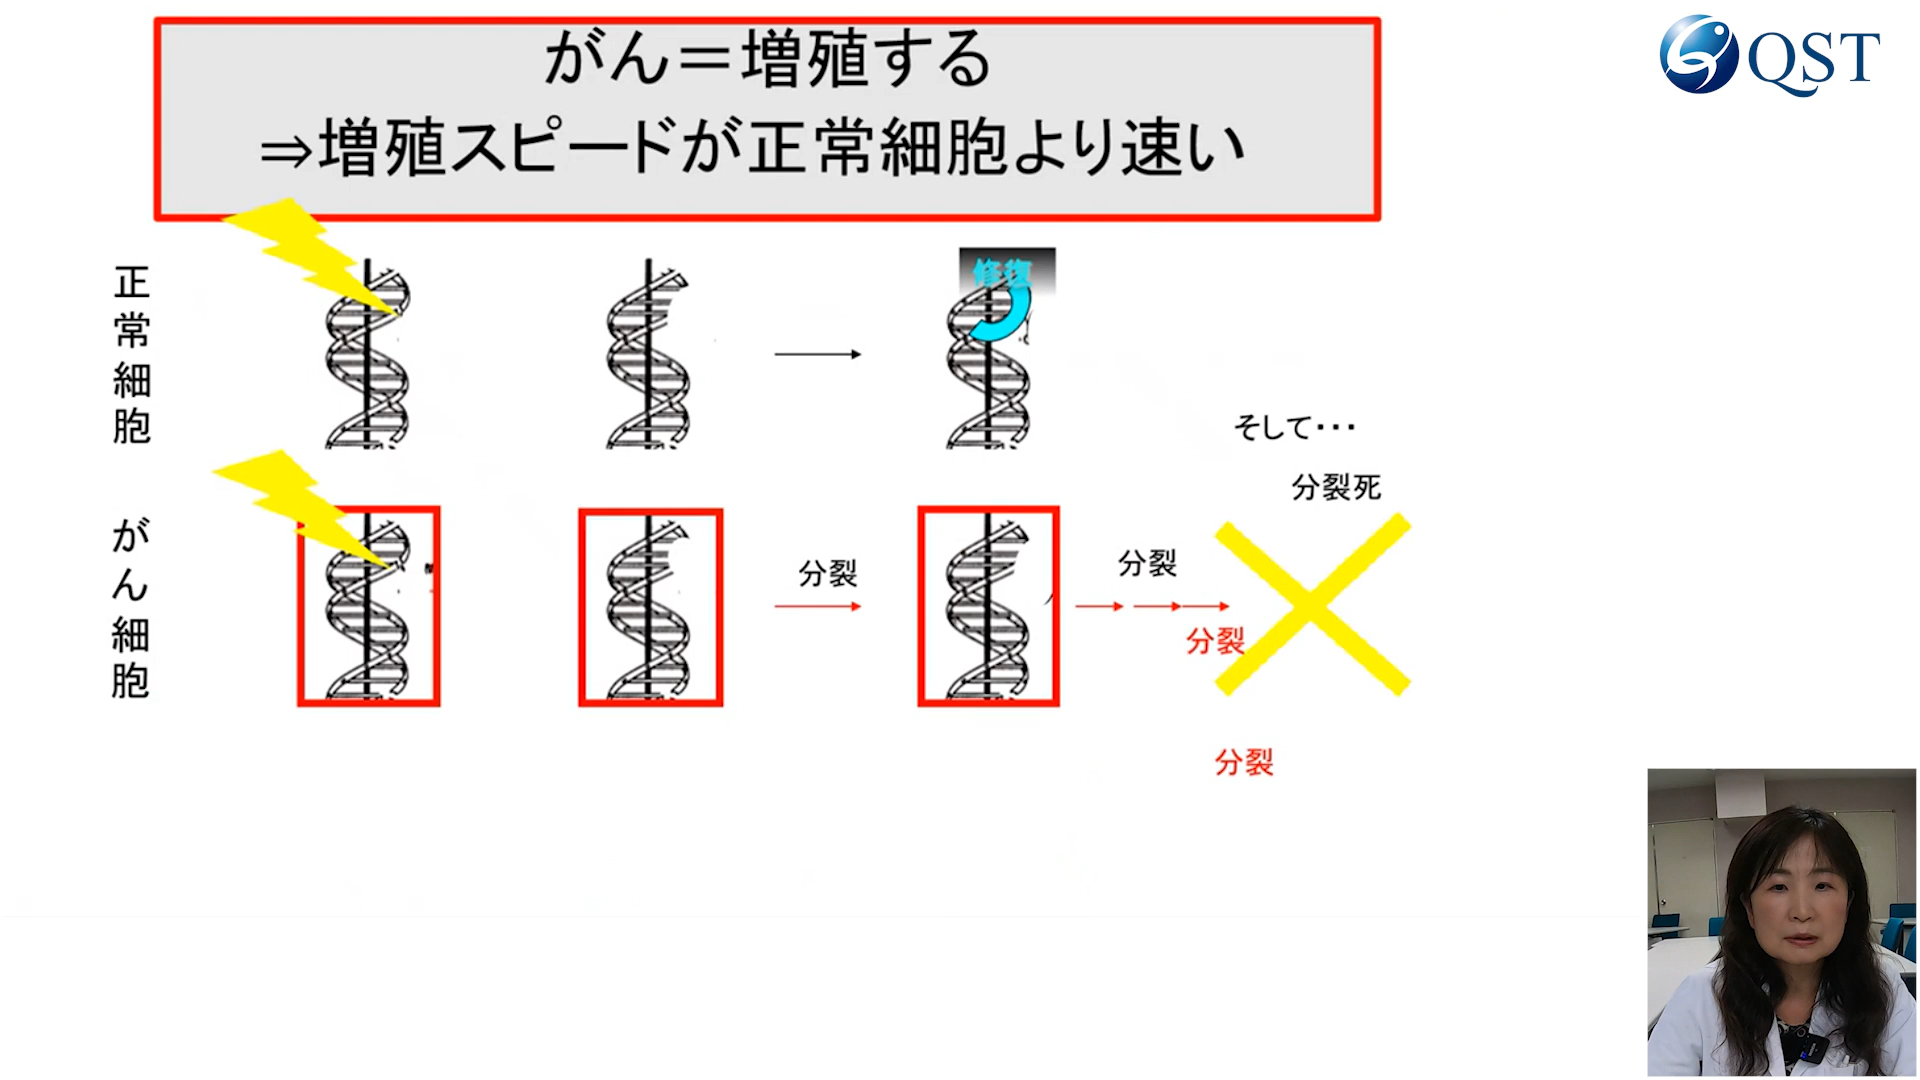 がん＝増殖する
⇒増殖スピードが正常細胞より速い
QST
正常細胞
修復
そして･･･
分裂死
がん細胞
分裂
分裂
分裂
分裂